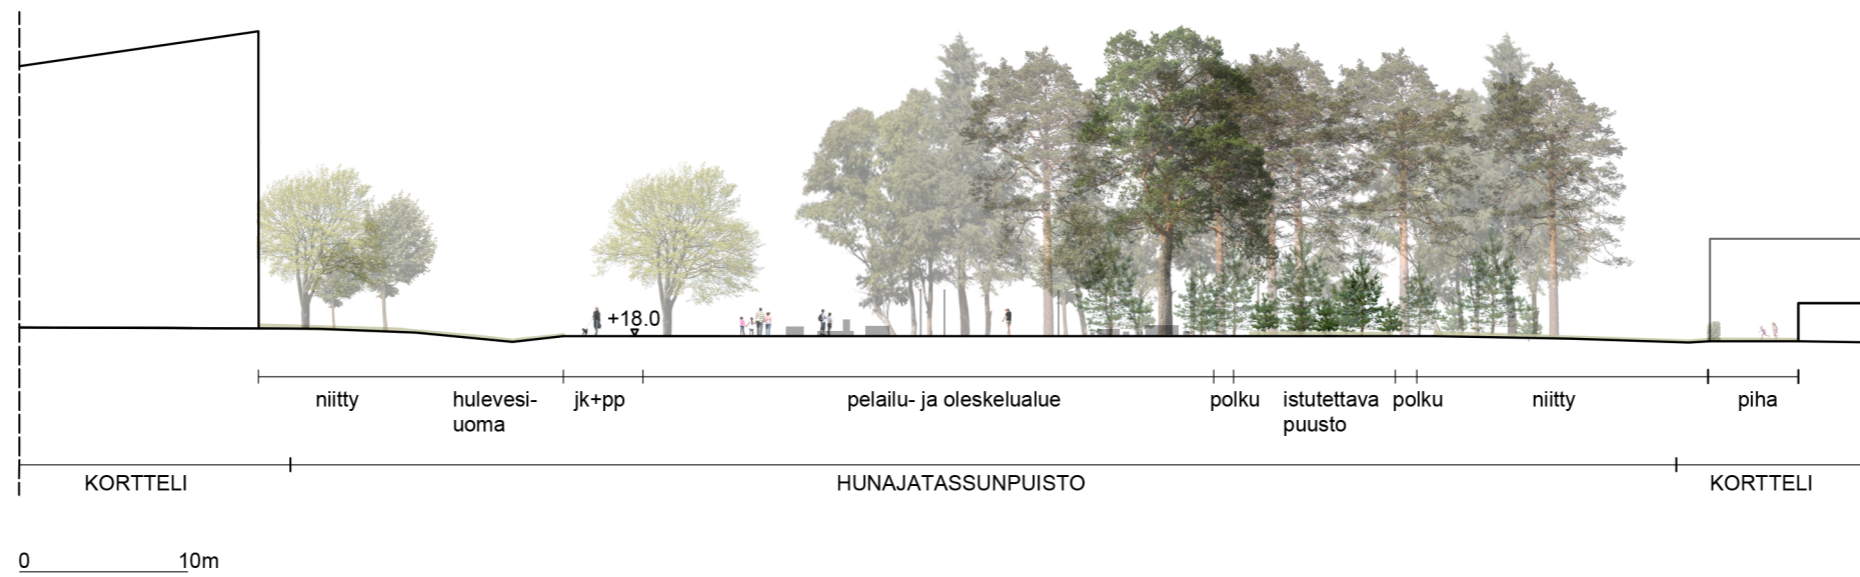 +18.0
niitty
hulevesi-
uoma
jk+pp
pelailu- ja oleskelualue
polku
istutettava
puusto
polku
niitty
piha
KORTTELI
HUNAJATASSUNPUISTO
KORTTELI
0 10m